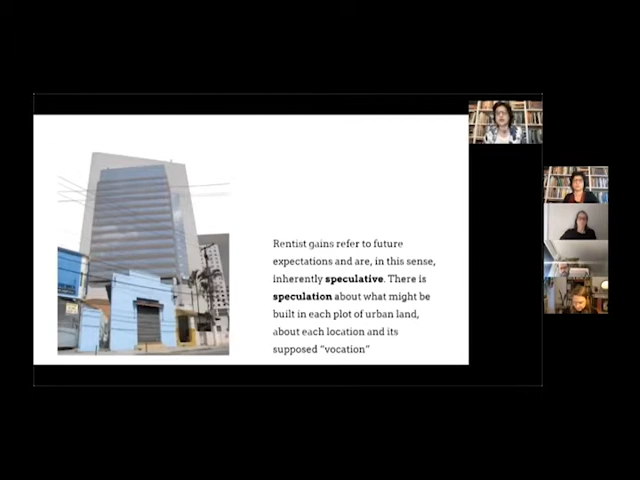 Rentist gains refer to future
expectations and are, in this sense,
inherently speculative. There is
speculation about what might be
built in each plot of urban land,
about each location and its
supposed “vocation”